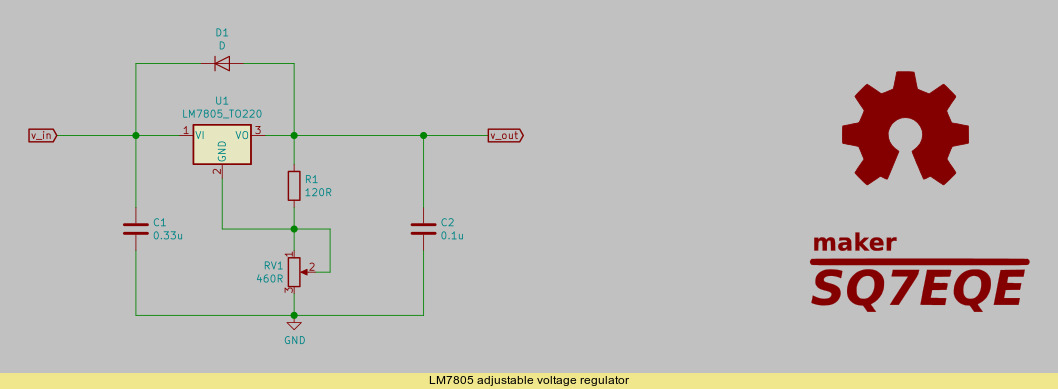 D1
D
U1
LM7805_TO220
v_in
1
VI
VO
3
v_out
GND
2
R1
120R
C1
0.33u
C2
0.1u
1
RV1
460R
2
3
GND
maker
SQ7EQE
LM7805 adjustable voltage regulator